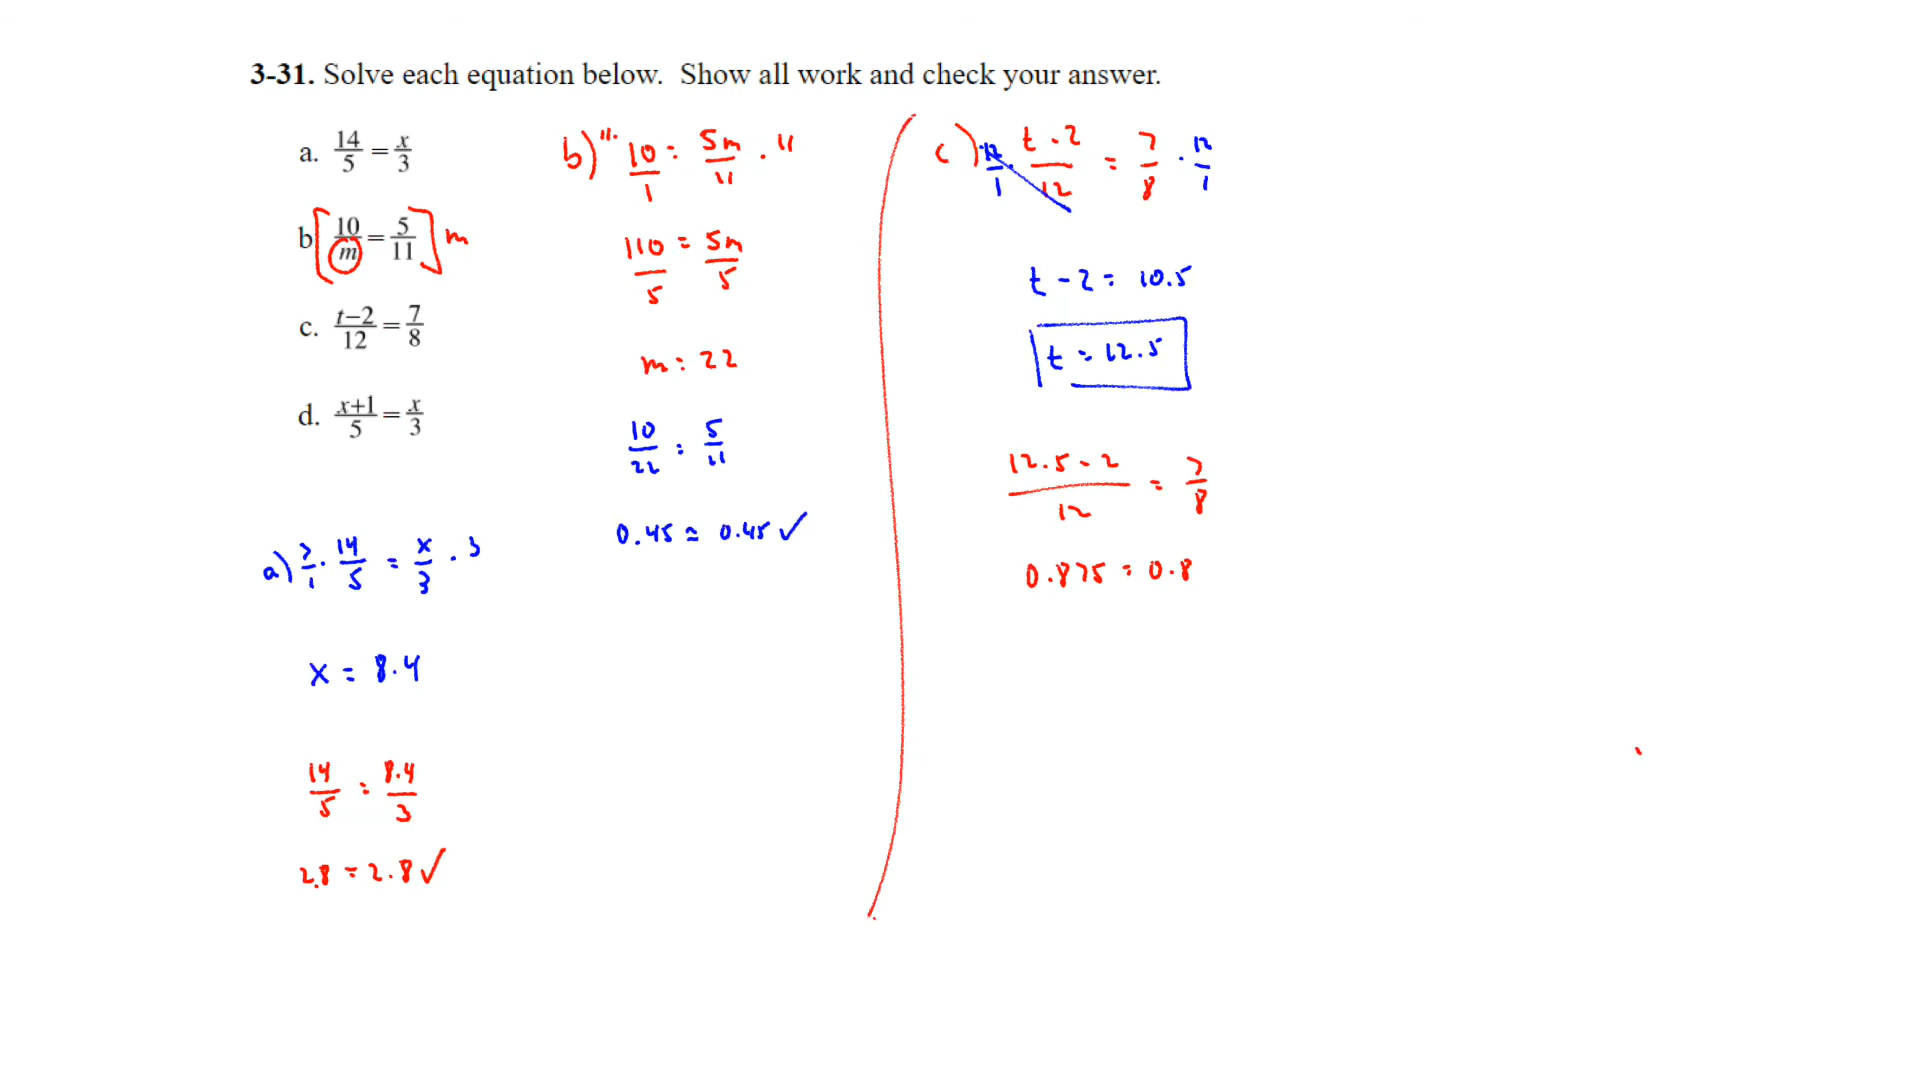 3-31. Solve each equation below. Show all work and check your answer.
a. 14/5 = x/3
b [10/m = 5/11] m
c. t−2/12 = 7/8
d. x+1/5 = x/3
a) 3/1 · 14/5 = x/3 · 3
x = 8.4
14/5 = 8.4/3
2.8 = 2.8 ✓
b) 11 · 10/1 = 5m/11 · 11
110/5 = 5m/5
m = 22
10/22 = 5/11
0.45 = 0.45 ✓
c) 12/1 · t-2/12 = 7/8 · 12/1
t - 2 = 10.5
t = 12.5
12.5 - 2/12 = 7/8
0.875 = 0.8